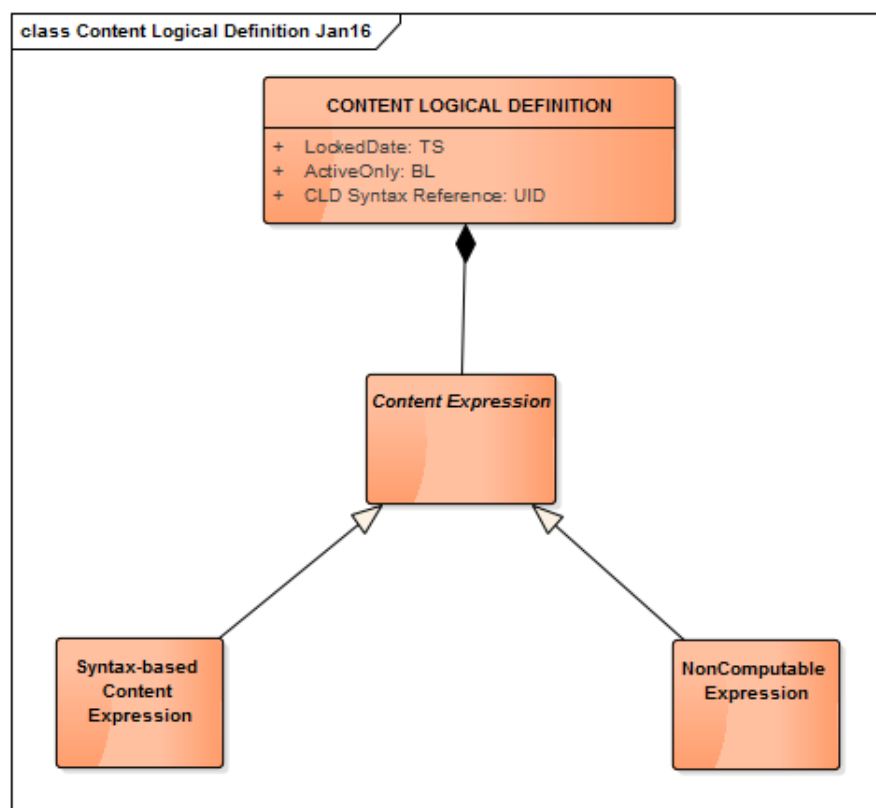 class Content Logical Definition Jan16
CONTENT LOGICAL DEFINITION
+ LockedDate: TS
+ ActiveOnly: BL
+ CLD Syntax Reference: UID
Content Expression
Syntax-based
Content
Expression
NonComputable
Expression